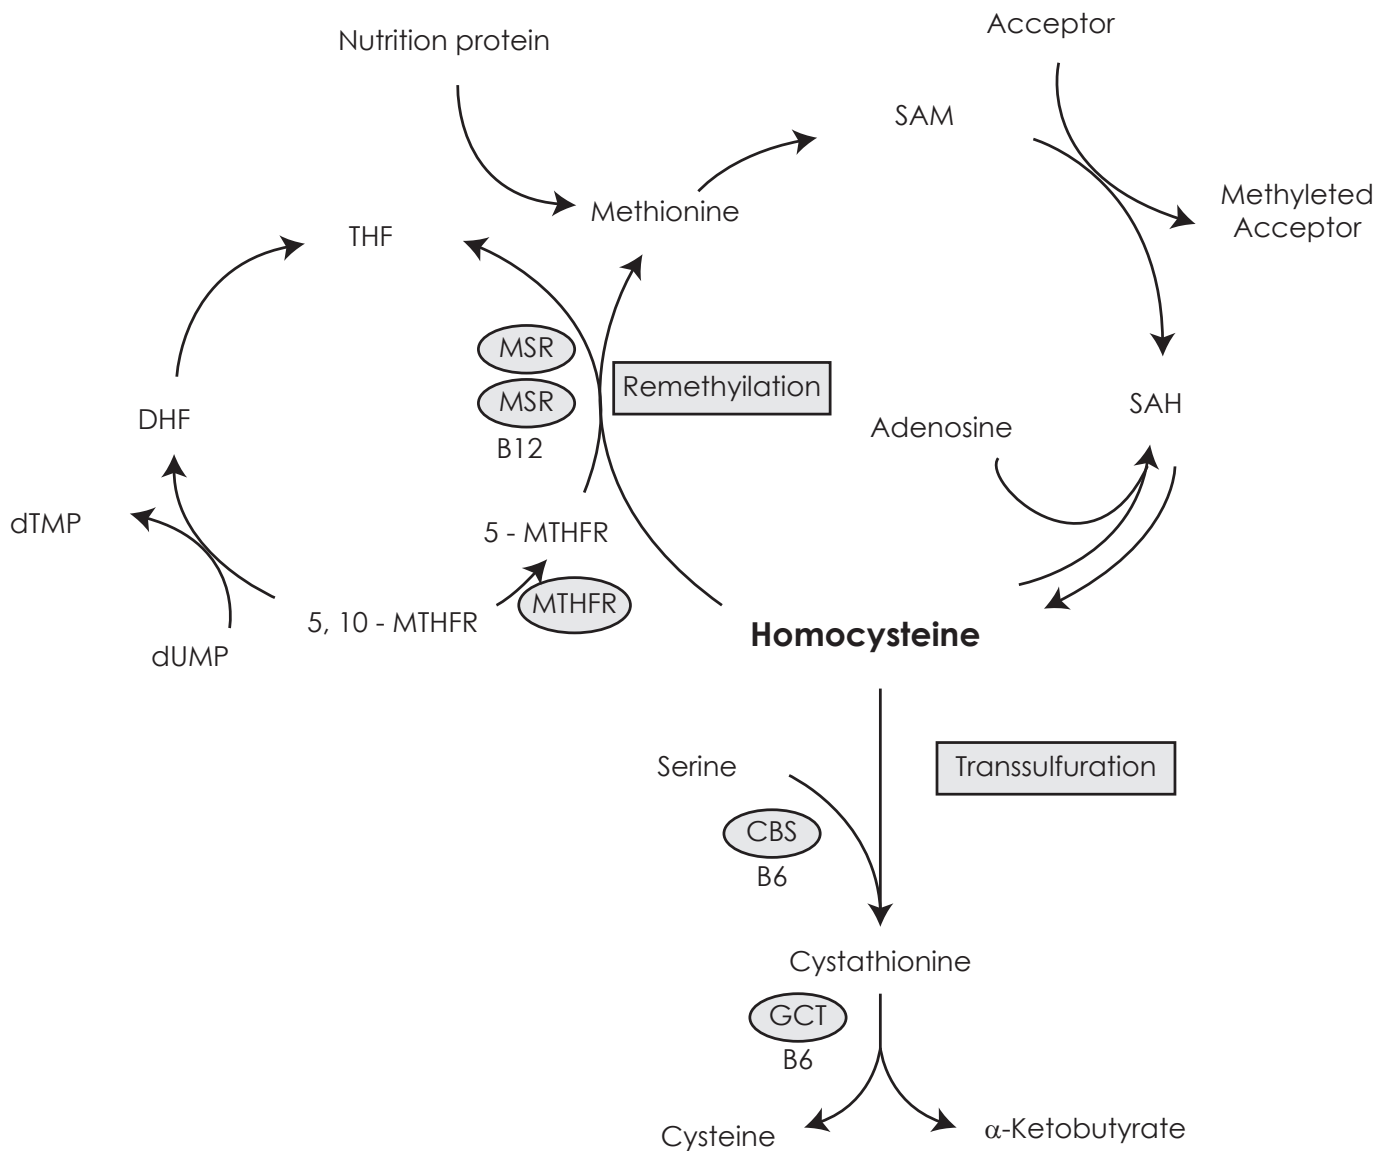 Nutrition protein
Acceptor
SAM
Methionine
Methyleted
Acceptor
THF
MSR
Remethyilation
MSR
B12
DHF
SAH
Adenosine
dTMP
5 - MTHFR
MTHFR
5, 10 - MTHFR
dUMP
Homocysteine
Serine
Transsulfuration
CBS
B6
Cystathionine
GCT
B6
Cysteine
α-Ketobutyrate